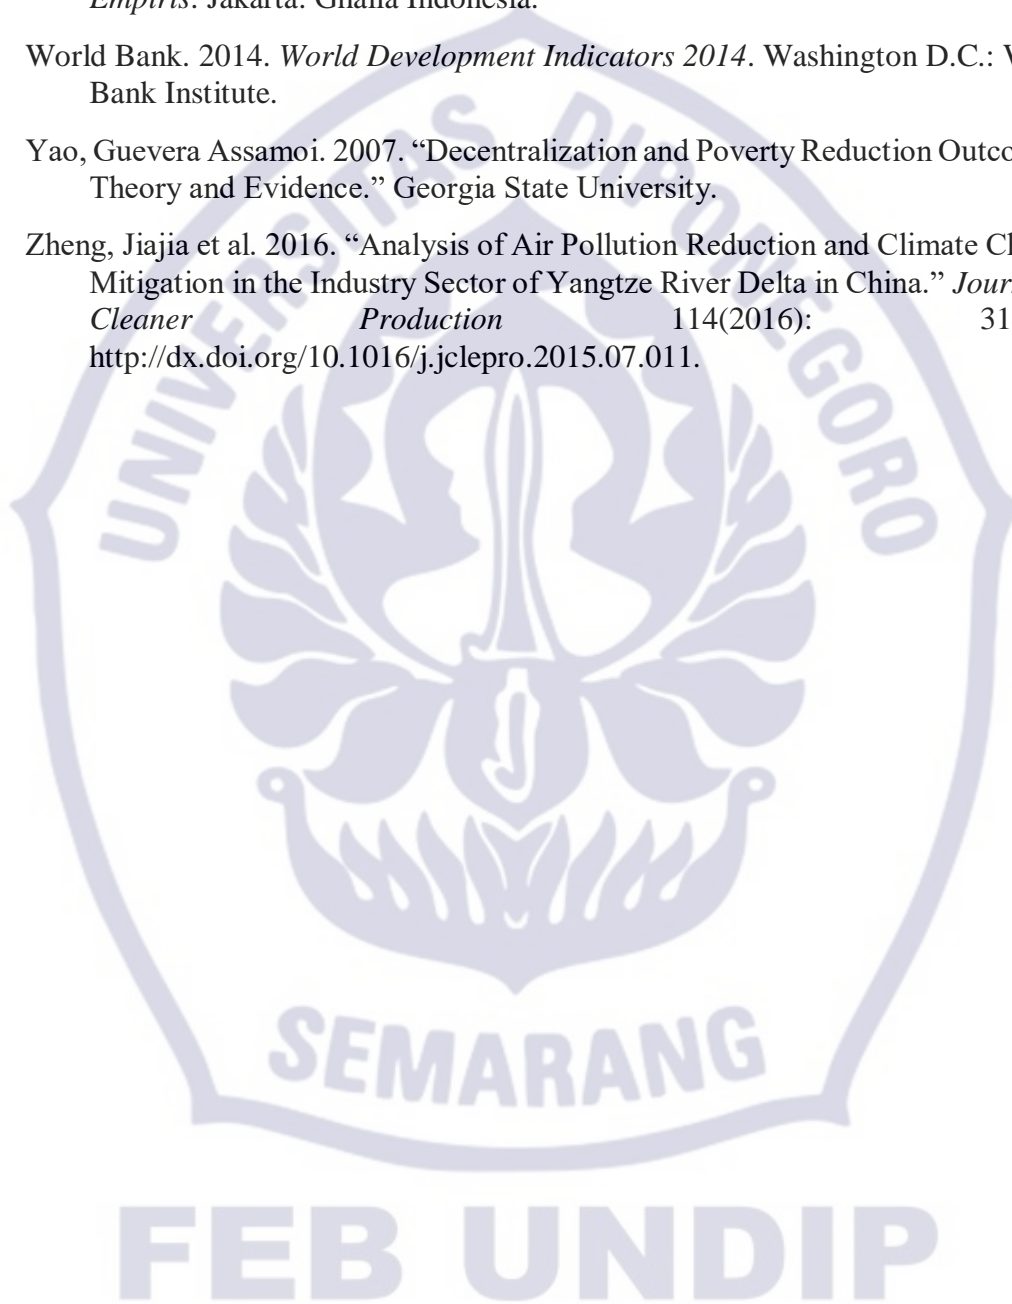 Empiris. Jakarta: Ghalia Indonesia.
World Bank. 2014. World Development Indicators 2014. Washington D.C.:
Bank Institute.
Yao, Guevera Assamoi. 2007. “Decentralization and Poverty Reduction
Theory and Evidence.” Georgia State University.
Zheng, Jiajia et al. 2016. “Analysis of Air Pollution Reduction and Climate
Mitigation in the Industry Sector of Yangtze River Delta in China.”
Cleaner Production 114(2016): 31
http://dx.doi.org/10.1016/j.jclepro.2015.07.011.
UNIVERSITAS DIPONEGORO
SEMARANG
FEB UNDIP